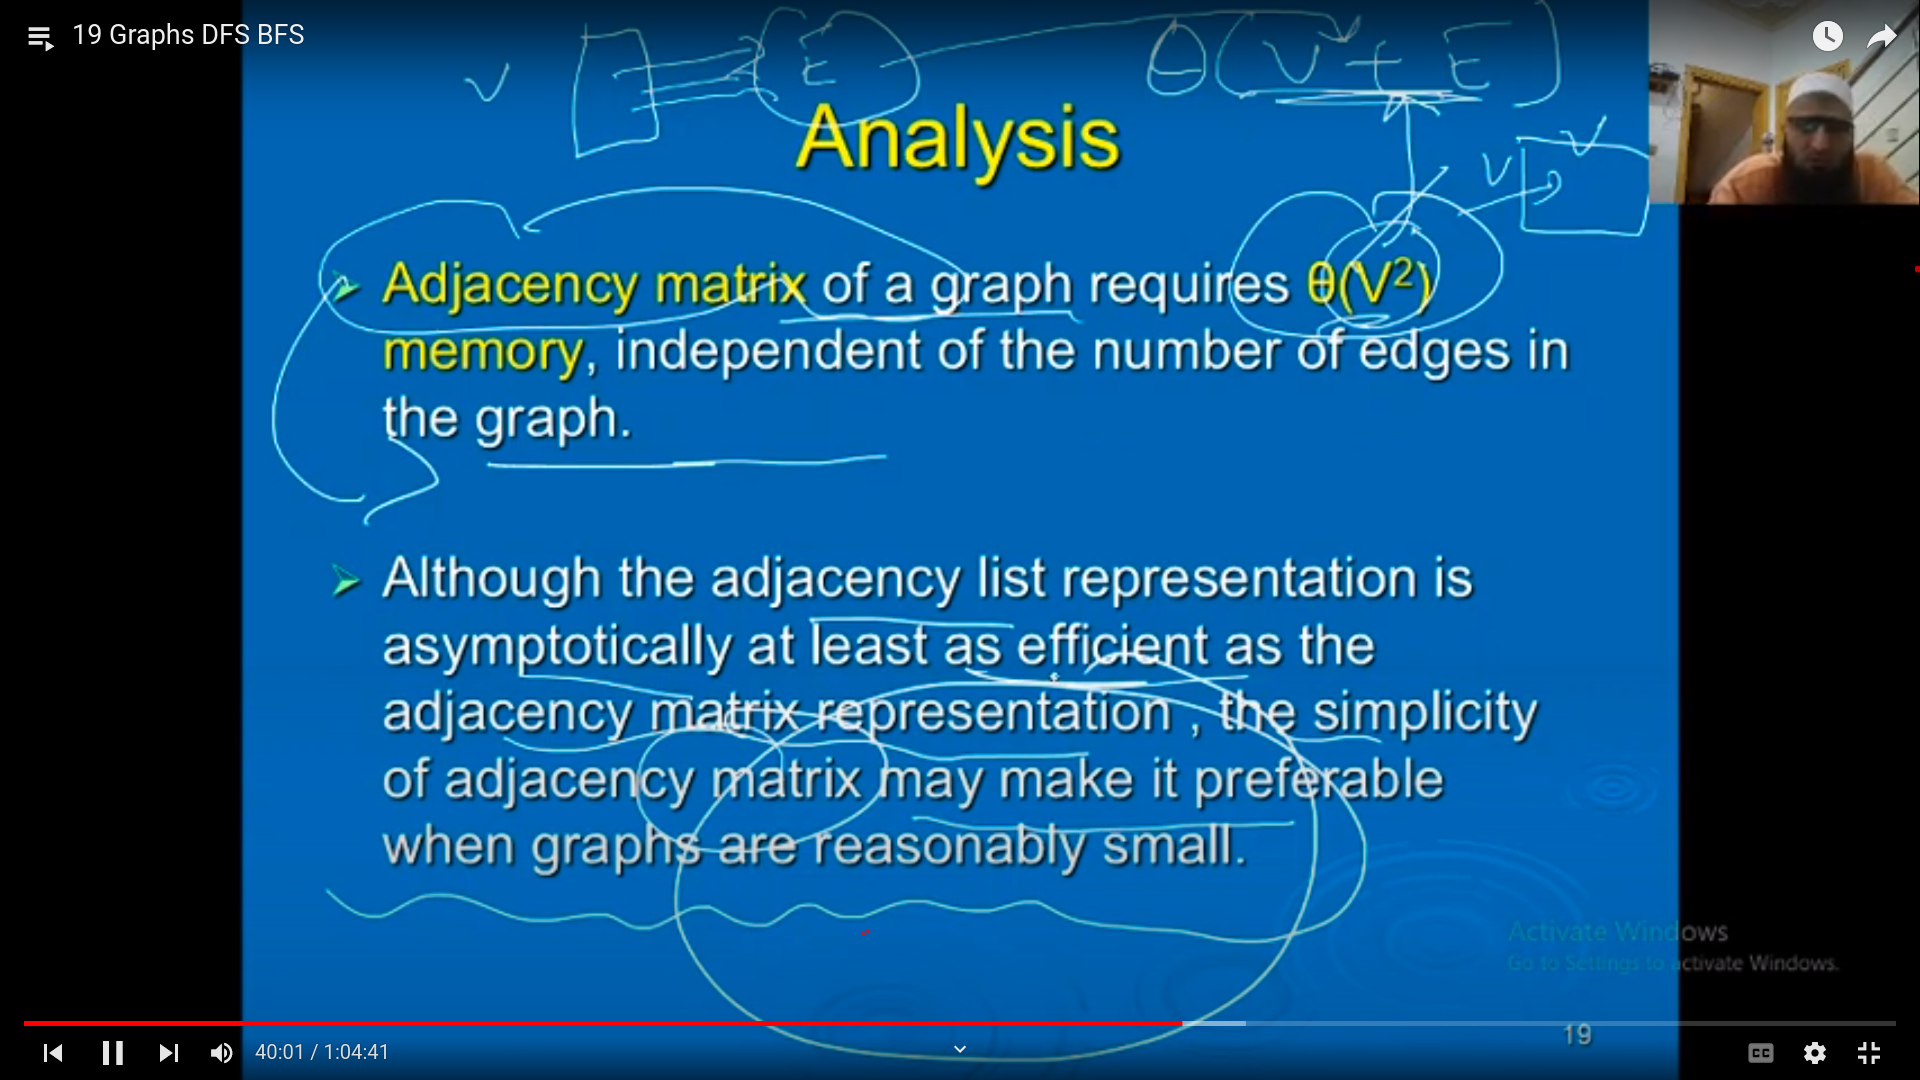 19 Graphs DFS BFS
V E θ(V + E)
Analysis
V V
Adjacency matrix of a graph requires θ(V²)
memory, independent of the number of edges in
the graph.
Although the adjacency list representation is
asymptotically at least as efficient as the
adjacency matrix representation , the simplicity
of adjacency matrix may make it preferable
when graphs are reasonably small.
Activate Windows
Go to Settings to activate Windows.
19
40:01 / 1:04:41
CC